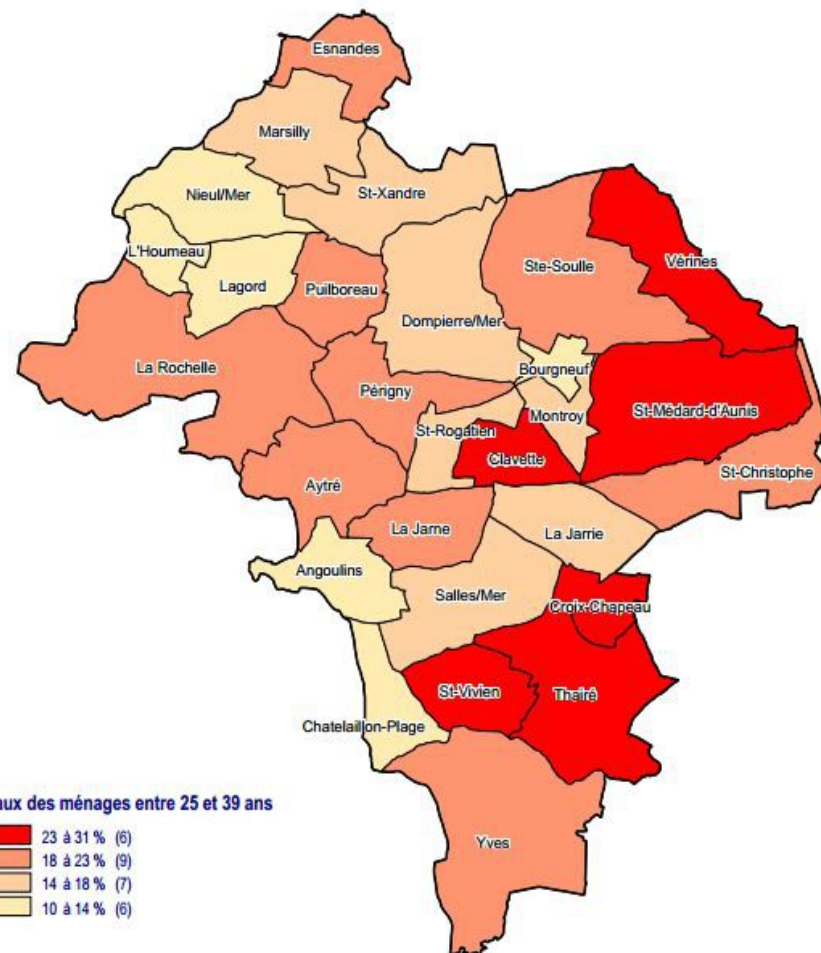 Esnandes
Marsilly
Nieul/Mer
St-Xandre
L'Houmeau
Lagord
Puilboreau
Ste-Soulle
Vérines
Dompierre/Mer
La Rochelle
Bourgneuf
Périgny
St-Rogatien
Montroy
St-Médard-d'Aunis
Clavette
St-Christophe
Aytré
La Jarne
La Jarrie
Angoulins
Salles/Mer
Croix-Chapeau
St-Vivien
Thairé
Chatelaillon-Plage
Yves
aux des ménages entre 25 et 39 ans
23 à 31 % (6)
18 à 23 % (9)
14 à 18 % (7)
10 à 14 % (6)